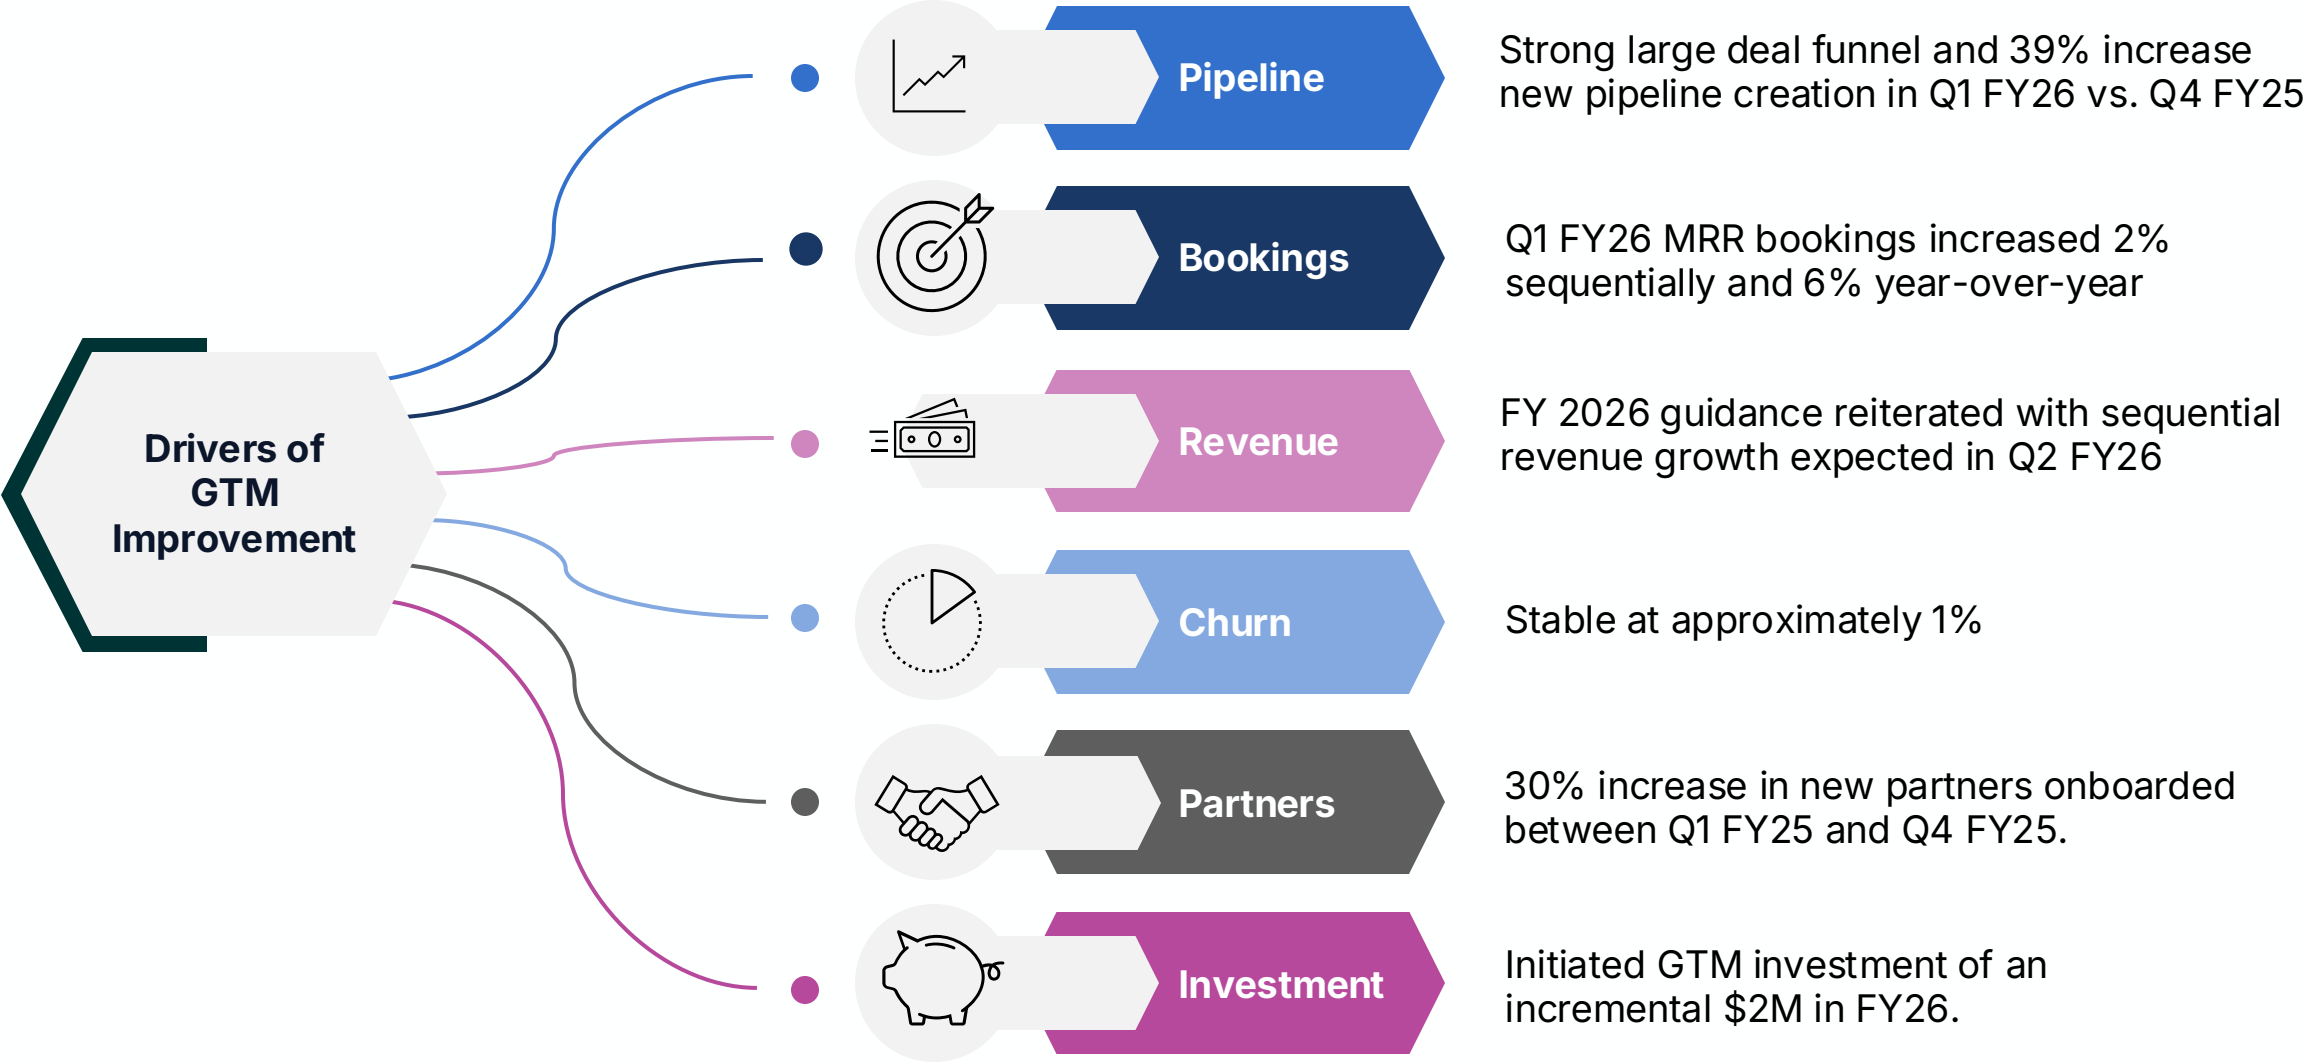 Drivers of
GTM
Improvement
Pipeline
Strong large deal funnel and 39% increase
new pipeline creation in Q1 FY26 vs. Q4 FY25
Bookings
Q1 FY26 MRR bookings increased 2%
sequentially and 6% year-over-year
Revenue
FY 2026 guidance reiterated with sequential
revenue growth expected in Q2 FY26
Churn
Stable at approximately 1%
Partners
30% increase in new partners onboarded
between Q1 FY25 and Q4 FY25.
Investment
Initiated GTM investment of an
incremental $2M in FY26.